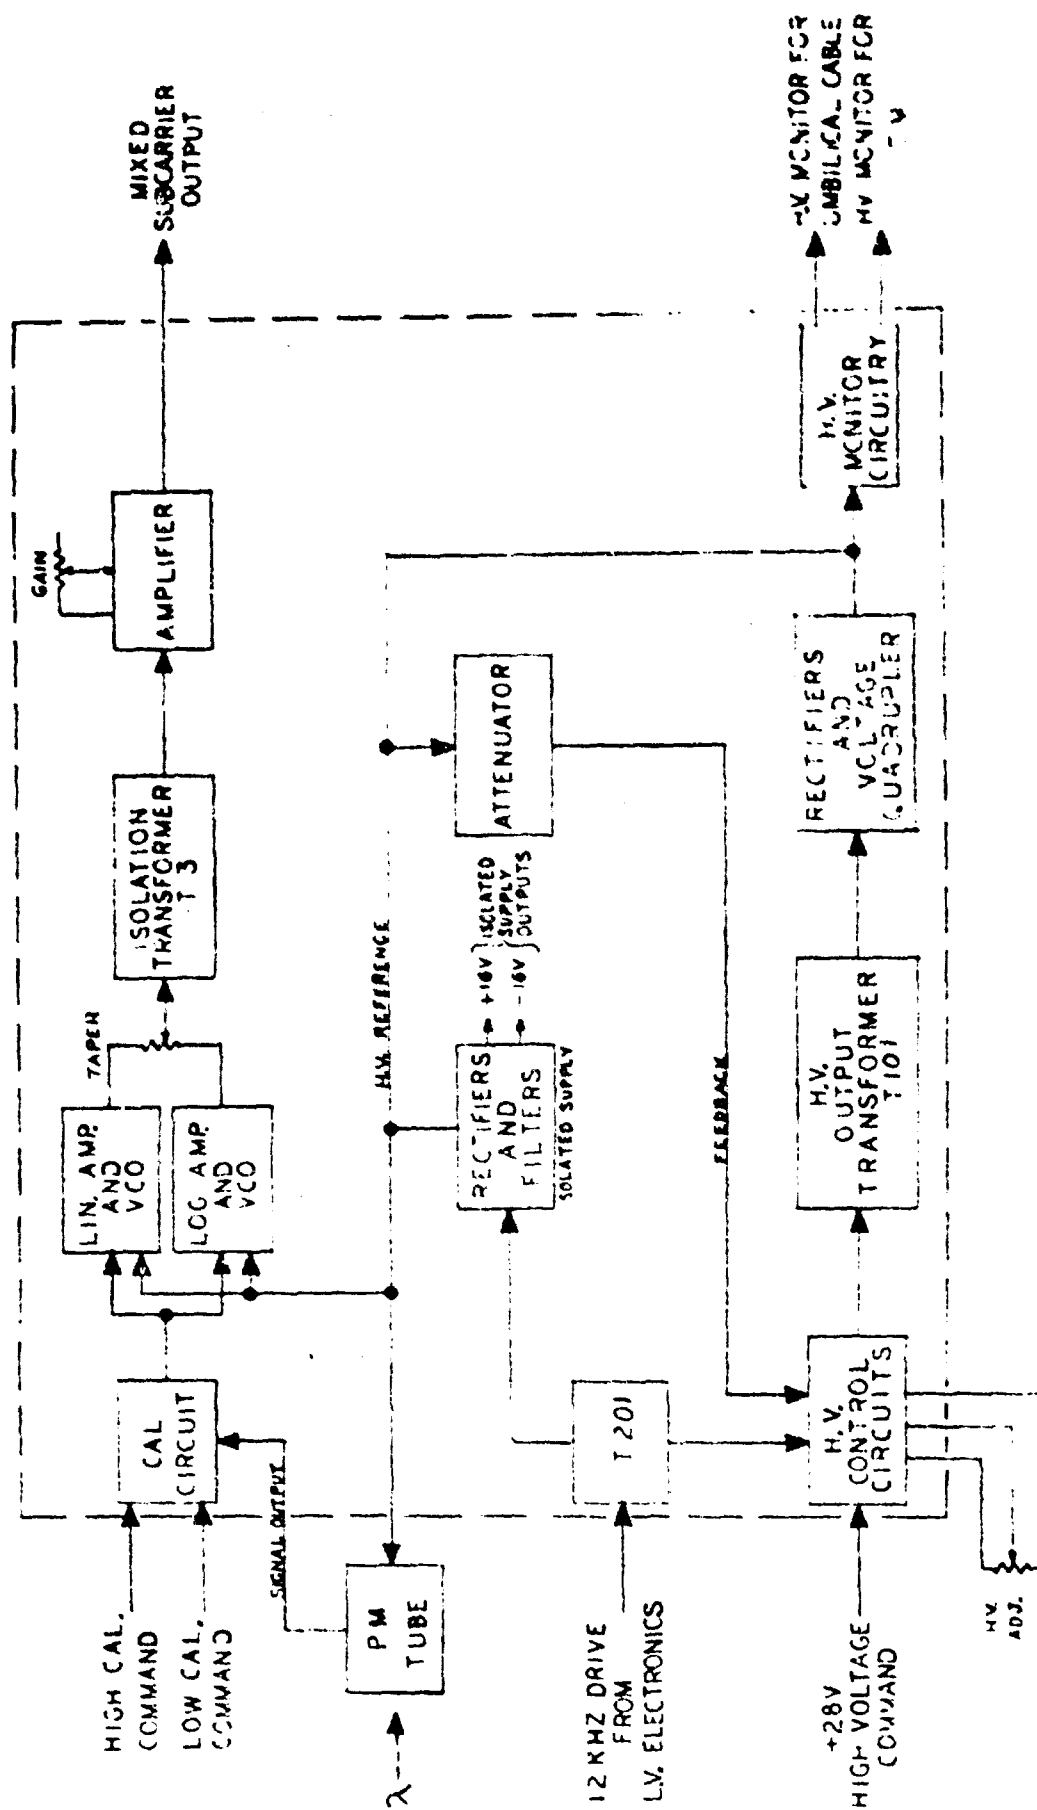 HIGH CAL.
COMMAND
LOW CAL.
COMMAND
CAL
CIRCUIT
LIN. AMP.
AND
VCO
LOG AMP
AND
VCO
TAPER
ISOLATION
TRANSFORMER
T 3
GAIN
AMPLIFIER
MIXED
SUBCARRIER
OUTPUT
SIGNAL OUTPUT
λ
PM
TUBE
H.V. REFERENCE
12 KHZ DRIVE
FROM
L.V. ELECTRONICS
T 201
RECTIFIERS
AND
FILTERS
ISOLATED SUPPLY
+16V
-16V
ISOLATED
SUPPLY
OUTPUTS
ATTENUATOR
FEEDBACK
+28V
HIGH VOLTAGE
COMMAND
H.V.
CONTROL
CIRCUITS
H.V.
OUTPUT
TRANSFORMER
T101
RECTIFIERS
AND
VOLTAGE
QUADRUPLER
H.V.
MONITOR
CIRCUITRY
H.V. MONITOR FOR
UMBILICAL CABLE
HV MONITOR FOR
H.V.
ADJ.